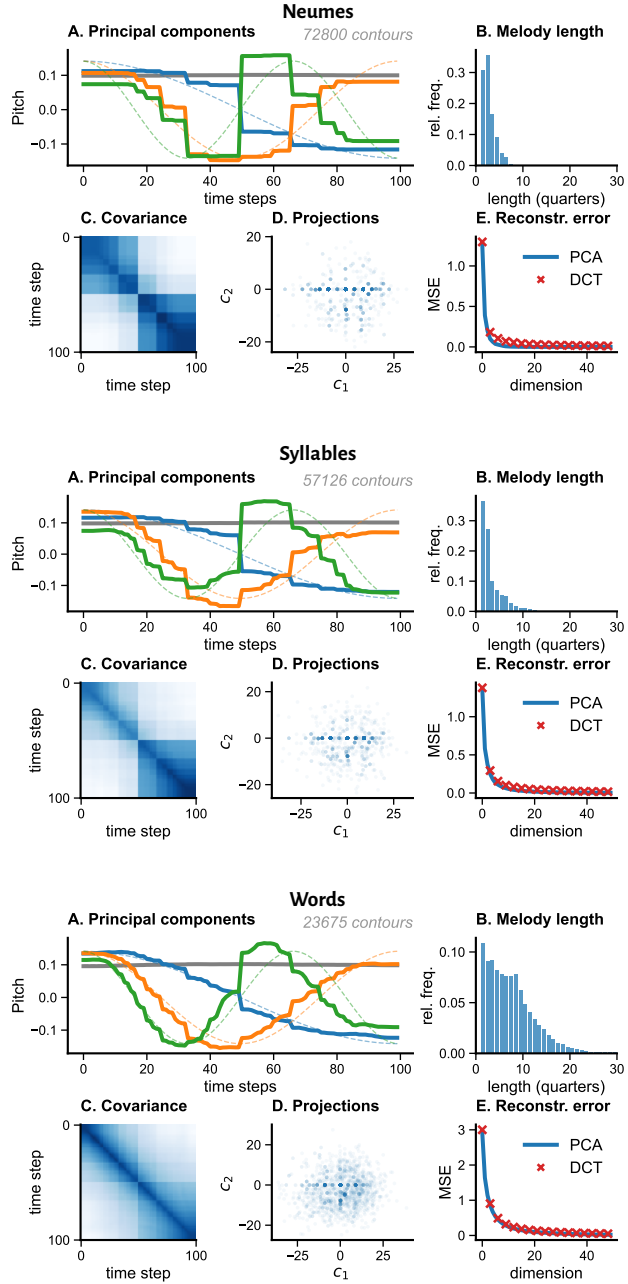 Neumes
A. Principal components
72800 contours
B. Melody length
Pitch
0.1
0.0
−0.1
0 20 40 60 80 100
time steps
rel. freq.
0.3
0.2
0.1
0.0
0 10 20 30
length (quarters)
C. Covariance
D. Projections
E. Reconstr. error
time step
0
100
0 100
time step
c2
20
0
−20
−25 0 25
c1
MSE
1.0
0.5
0.0
PCA
DCT
0 20 40
dimension
Syllables
A. Principal components
57126 contours
B. Melody length
Pitch
0.1
0.0
−0.1
0 20 40 60 80 100
time steps
rel. freq.
0.3
0.2
0.1
0.0
0 10 20 30
length (quarters)
C. Covariance
D. Projections
E. Reconstr. error
time step
0
100
0 100
time step
c2
20
0
−20
−25 0 25
c1
MSE
1.0
0.5
0.0
PCA
DCT
0 20 40
dimension
Words
A. Principal components
23675 contours
B. Melody length
Pitch
0.1
0.0
−0.1
0 20 40 60 80 100
time steps
rel. freq.
0.10
0.05
0.00
0 10 20 30
length (quarters)
C. Covariance
D. Projections
E. Reconstr. error
time step
0
100
0 100
time step
c2
20
0
−20
−25 0 25
c1
MSE
3
2
1
0
PCA
DCT
0 20 40
dimension